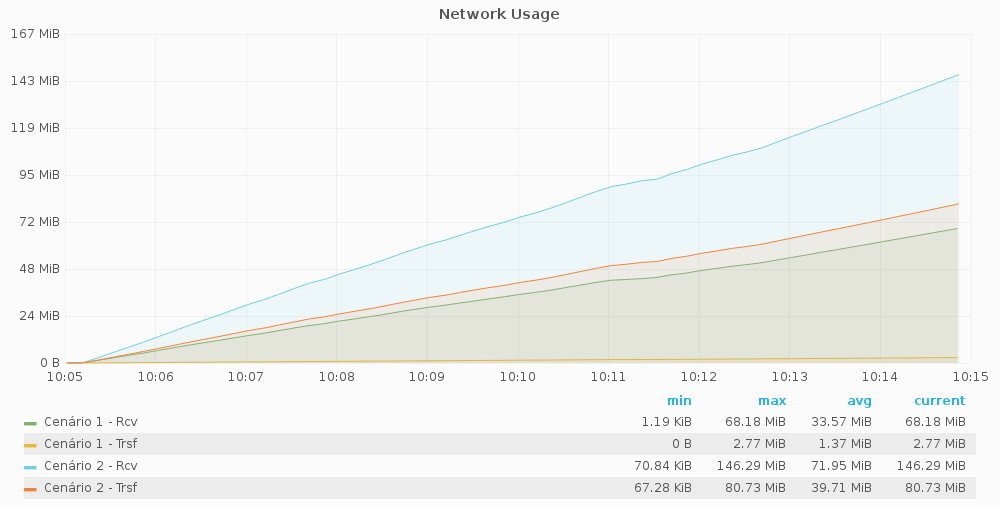 Network Usage
167 MiB
143 MiB
119 MiB
95 MiB
72 MiB
48 MiB
24 MiB
0 B
10:05 10:06 10:07 10:08 10:09 10:10 10:11 10:12 10:13 10:14 10:15
min max avg current
Cenário 1 - Rcv 1.19 KiB 68.18 MiB 33.57 MiB 68.18 MiB
Cenário 1 - Trsf 0 B 2.77 MiB 1.37 MiB 2.77 MiB
Cenário 2 - Rcv 70.84 KiB 146.29 MiB 71.95 MiB 146.29 MiB
Cenário 2 - Trsf 67.28 KiB 80.73 MiB 39.71 MiB 80.73 MiB